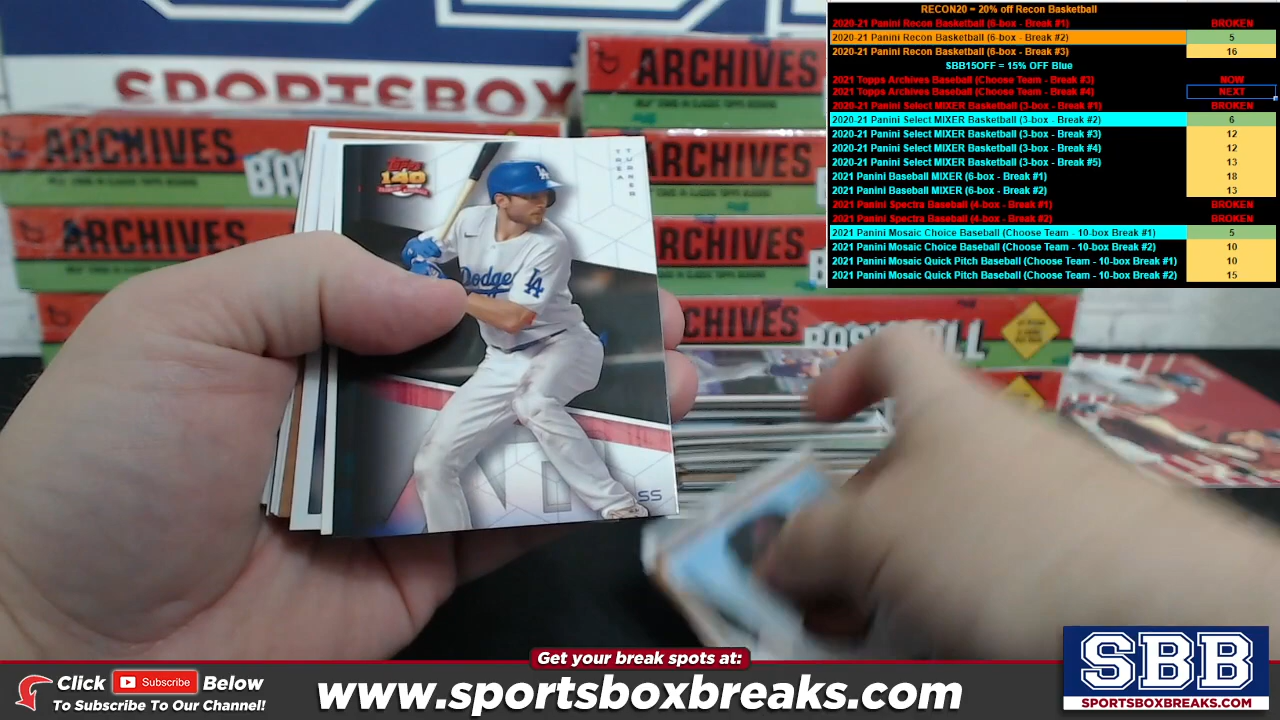 RECON20 = 20% off Recon Basketball
2020-21 Panini Recon Basketball (6-box - Break #1) BROKEN
2020-21 Panini Recon Basketball (6-box - Break #2) 5
2020-21 Panini Recon Basketball (6-box - Break #3) 16
SBB15OFF = 15% OFF Blue
2021 Topps Archives Baseball (Choose Team - Break #3) NOW
2021 Topps Archives Baseball (Choose Team - Break #4) NEXT
2020-21 Panini Select MIXER Basketball (3-box - Break #1) BROKEN
2020-21 Panini Select MIXER Basketball (3-box - Break #2) 6
2020-21 Panini Select MIXER Basketball (3-box - Break #3) 12
2020-21 Panini Select MIXER Basketball (3-box - Break #4) 12
2020-21 Panini Select MIXER Basketball (3-box - Break #5) 13
2021 Panini Baseball MIXER (6-box - Break #1) 18
2021 Panini Baseball MIXER (6-box - Break #2) 13
2021 Panini Spectra Baseball (4-box - Break #1) BROKEN
2021 Panini Spectra Baseball (4-box - Break #2) BROKEN
2021 Panini Mosaic Choice Baseball (Choose Team - 10-box Break #1) 5
2021 Panini Mosaic Choice Baseball (Choose Team - 10-box Break #2) 10
2021 Panini Mosaic Quick Pitch Baseball (Choose Team - 10-box Break #1) 10
2021 Panini Mosaic Quick Pitch Baseball (Choose Team - 10-box Break #2) 15
SPORTSBOX
ARCHIVES
ARCHIVES
BA
ARCHIVES
ARCHIVES
CHIVES
BASEBALL
Topps
TREA
TURNER
LA
Dodge
LA
SS
Get your break spots at:
Click Subscribe Below
To Subscribe To Our Channel!
www.sportsboxbreaks.com
SBB
SPORTSBOXBREAKS.COM